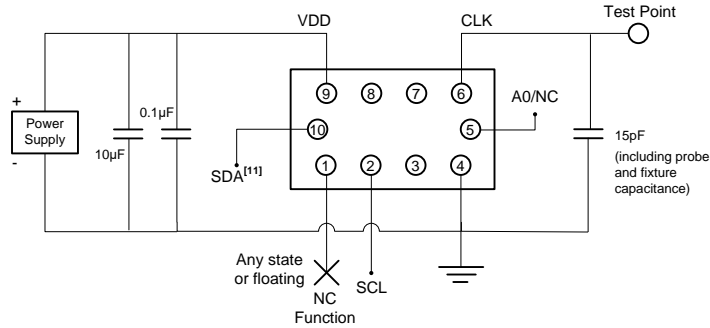 VDD
CLK
Test Point
9
8
7
6
A0/NC
+
Power
Supply
-
0.1µF
10µF
10
5
15pF
(including probe
and fixture
capacitance)
SDA[11]
1
2
3
4
Any state
or floating
NC
Function
SCL